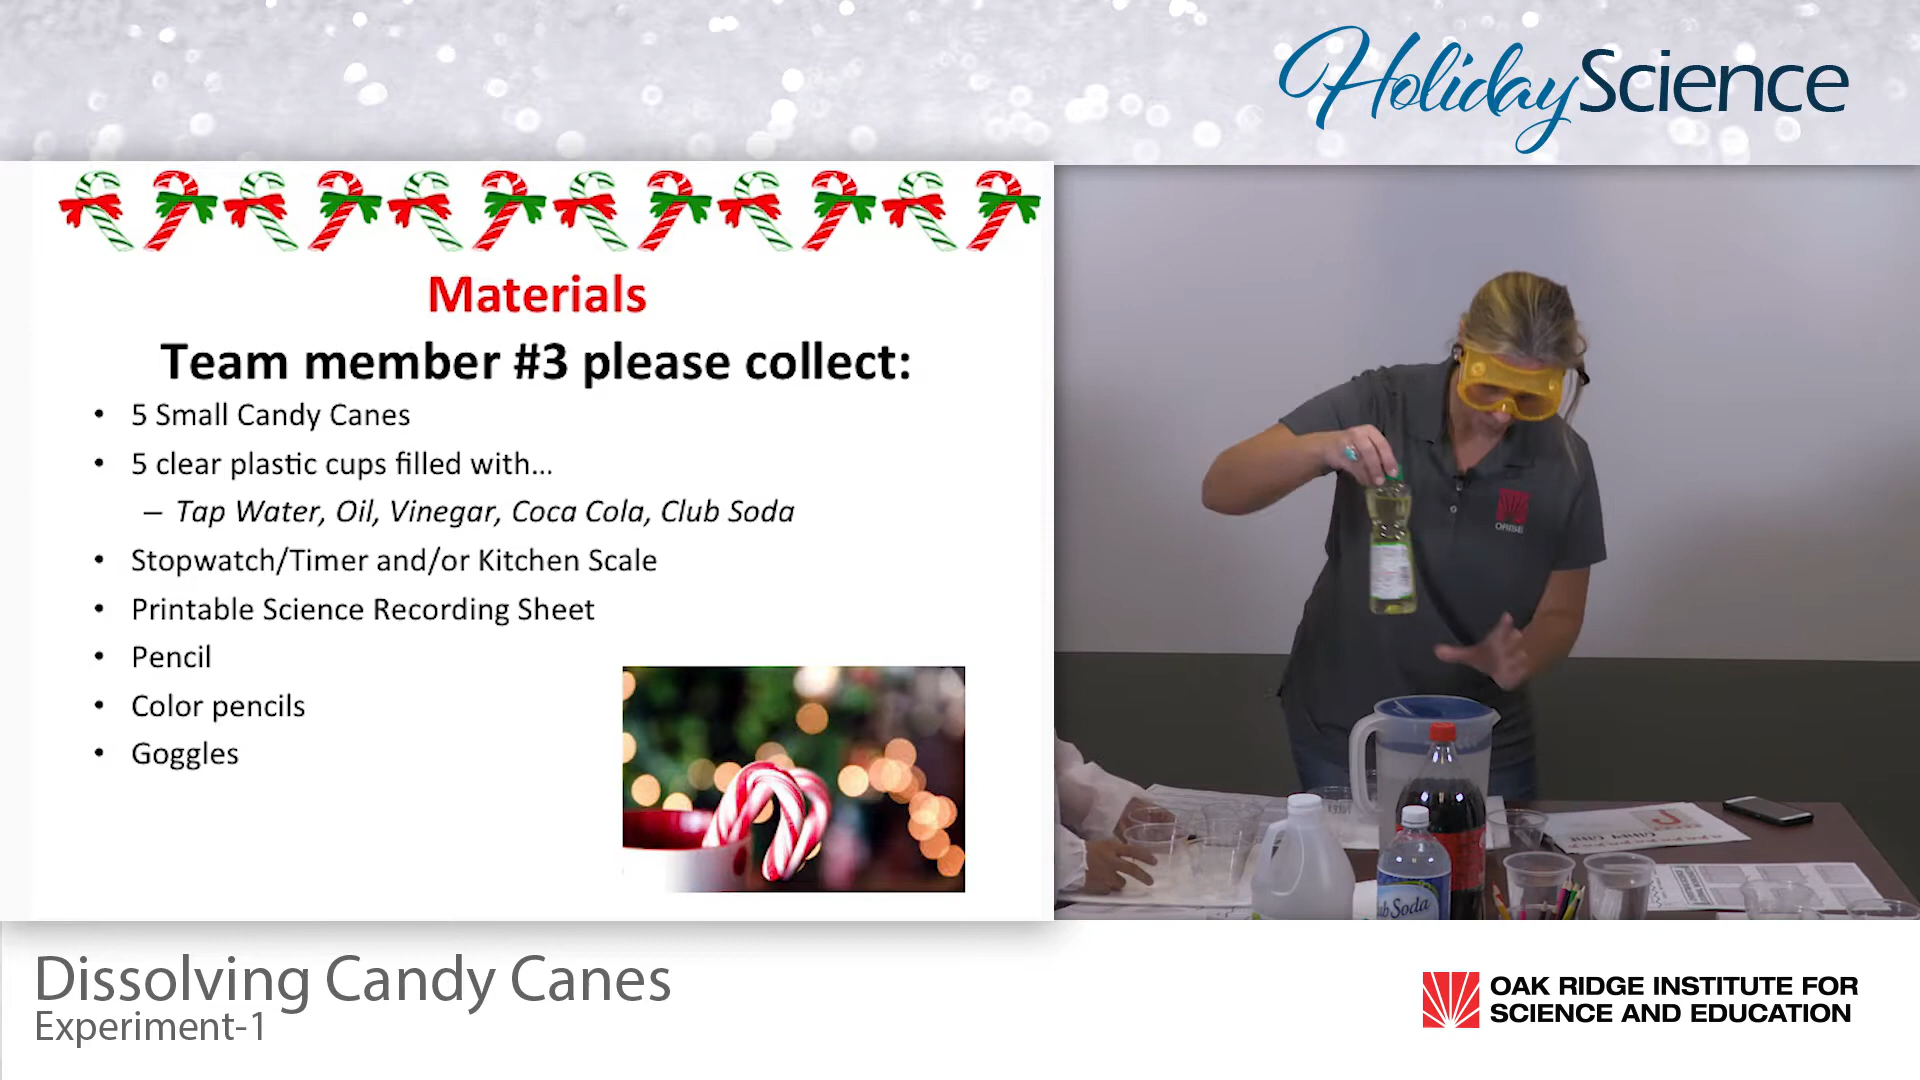 Holiday Science
Materials
Team member #3 please collect:
• 5 Small Candy Canes
• 5 clear plastic cups filled with...
– Tap Water, Oil, Vinegar, Coca Cola, Club Soda
• Stopwatch/Timer and/or Kitchen Scale
• Printable Science Recording Sheet
• Pencil
• Color pencils
• Goggles
ORISE
Soda
Dissolving Candy Canes
Experiment-1
OAK RIDGE INSTITUTE FOR
SCIENCE AND EDUCATION